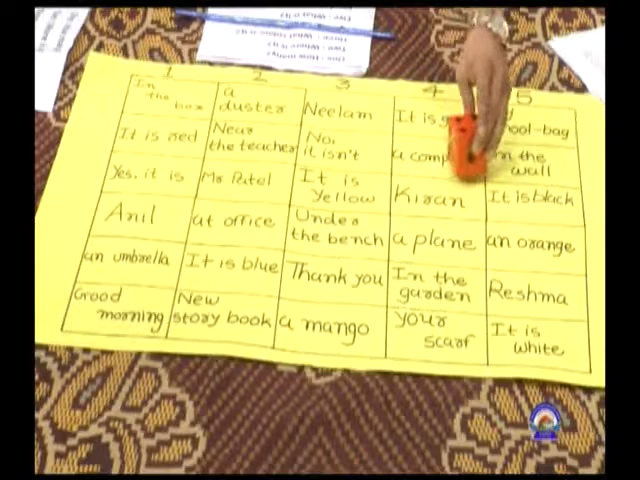 1 2 3 4 5
In the box
a duster
Neelam
It is
It is red
Near the teacher
No, it isn't
a comp
on the wall
Yes, it is
Mr Patel
It is yellow
Kiran
It is black
Anil
at office
Under the bench
a plane
an orange
an umbrella
It is blue
Thank you
In the garden
Reshma
Good morning
New story book
a mango
your scarf
It is white